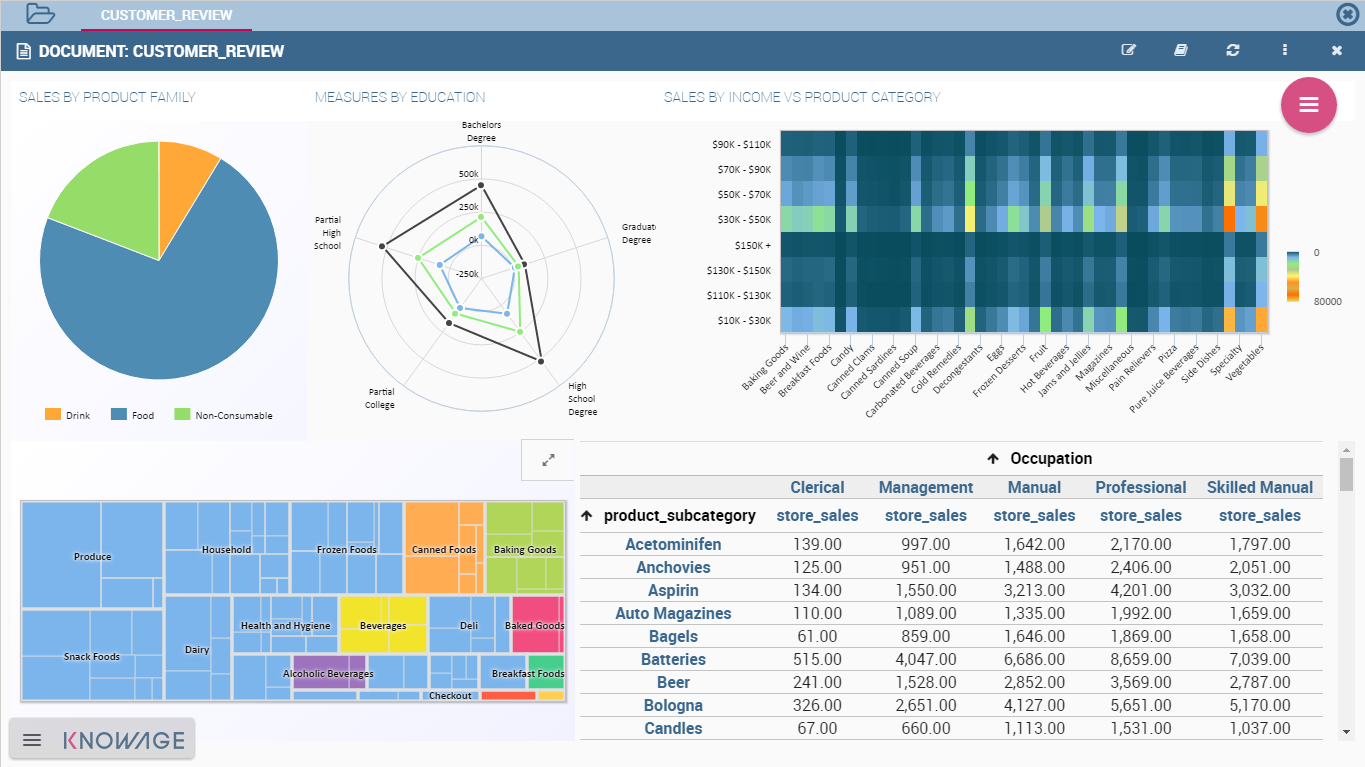 CUSTOMER_REVIEW
DOCUMENT: CUSTOMER_REVIEW
SALES BY PRODUCT FAMILY
Drink Food Non-Consumable
MEASURES BY EDUCATION
Bachelors
Degree
500k
250k
0k
-250k
Graduat
Degree
High
School
Degree
Partial
College
Partial
High
School
SALES BY INCOME VS PRODUCT CATEGORY
$90K - $110K
$70K - $90K
$50K - $70K
$30K - $50K
$150K +
$130K - $150K
$110K - $130K
$10K - $30K
Baking Goods
Beer and Wine
Breakfast Foods
Candy
Canned Clams
Canned Sardines
Canned Soup
Carbonated Beverages
Cold Remedies
Decongestants
Eggs
Frozen Desserts
Fruit
Hot Beverages
Jams and Jellies
Magazines
Miscellaneous
Pain Relievers
Pizza
Pure Juice Beverages
Side Dishes
Specialty
Vegetables
0
80000
Produce
Household
Frozen Foods
Canned Foods
Baking Goods
Snack Foods
Dairy
Health and Hygiene
Beverages
Deli
Baked Goods
Alcoholic Beverages
Breakfast Foods
Checkout
Occupation
Clerical Management Manual Professional Skilled Manual
product_subcategory store_sales store_sales store_sales store_sales store_sales
Acetominifen 139.00 997.00 1,642.00 2,170.00 1,797.00
Anchovies 125.00 951.00 1,488.00 2,406.00 2,051.00
Aspirin 134.00 1,550.00 3,213.00 4,201.00 3,032.00
Auto Magazines 110.00 1,089.00 1,335.00 1,992.00 1,659.00
Bagels 61.00 859.00 1,646.00 1,869.00 1,658.00
Batteries 515.00 4,047.00 6,686.00 8,659.00 7,039.00
Beer 241.00 1,528.00 2,852.00 3,569.00 2,787.00
Bologna 326.00 2,651.00 4,127.00 5,651.00 5,170.00
Candles 67.00 660.00 1,113.00 1,531.00 1,037.00
KNOWAGE